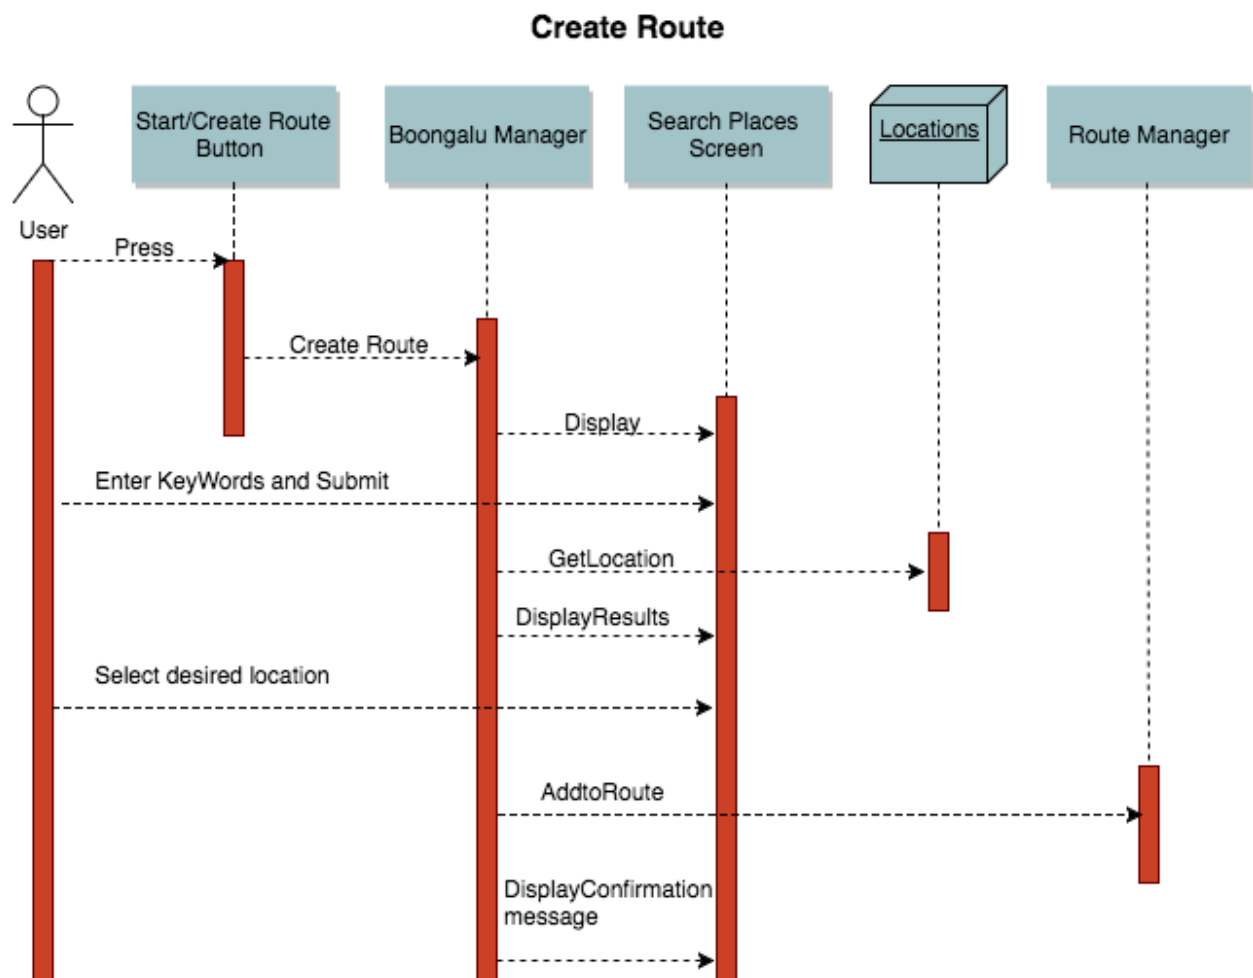 Create Route
Start/Create Route
Button
Boongalu Manager
Search Places
Screen
Locations
Route Manager
User
Press
Create Route
Display
Enter KeyWords and Submit
GetLocation
DisplayResults
Select desired location
AddtoRoute
DisplayConfirmation
message